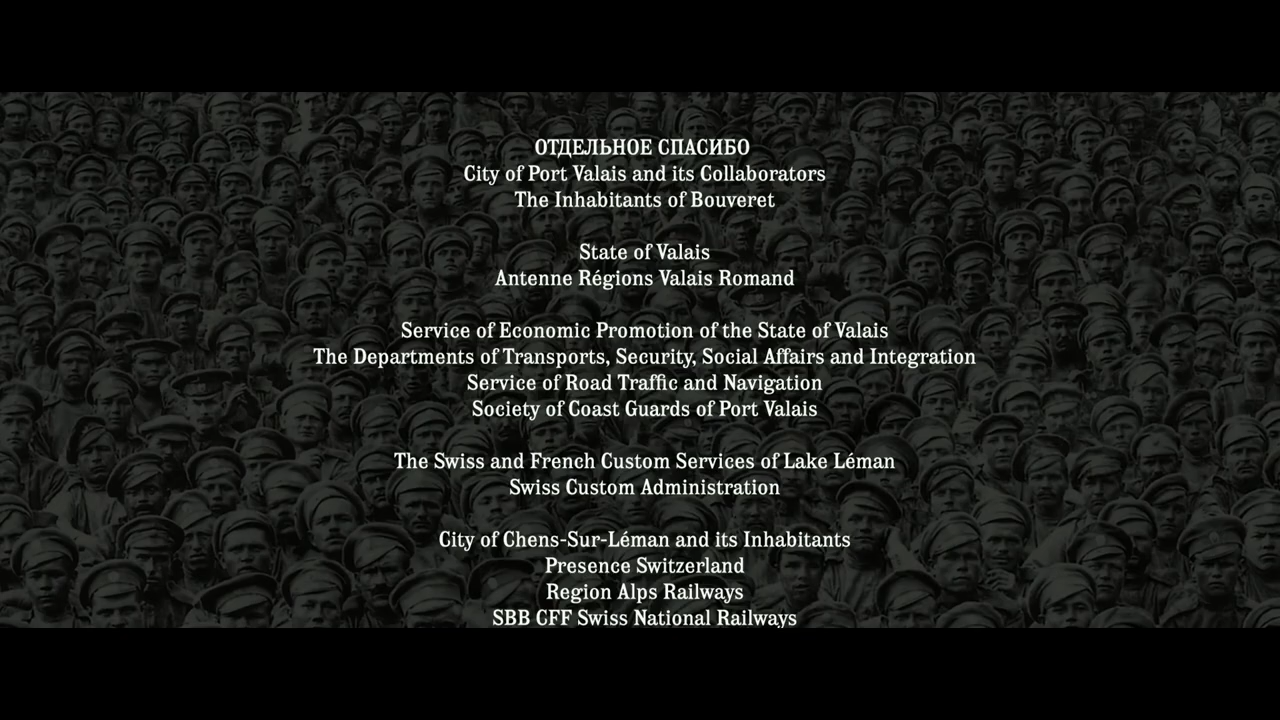 ОТДЕЛЬНОЕ СПАСИБО
City of Port Valais and its Collaborators
The Inhabitants of Bouveret
State of Valais
Antenne Régions Valais Romand
Service of Economic Promotion of the State of Valais
The Departments of Transports, Security, Social Affairs and Integration
Service of Road Traffic and Navigation
Society of Coast Guards of Port Valais
The Swiss and French Custom Services of Lake Léman
Swiss Custom Administration
City of Chens-Sur-Léman and its Inhabitants
Presence Switzerland
Region Alps Railways
SBB CFF Swiss National Railways